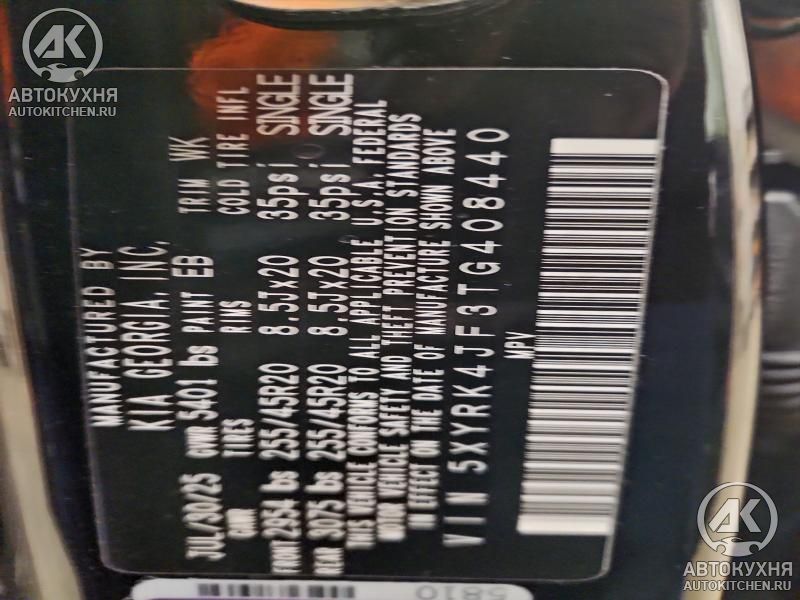 MANUFACTURED BY
KIA GEORGIA, INC.
JUL/30/25 GVWR 5401 lbs PAINT EB TRIM WK
GAWR TIRES RIMS COLD TIRE INFL
FRONT 2954 lbs 255/45R20 8.5Jx20 35psi SINGLE
REAR 3075 lbs 255/45R20 8.5Jx20 35psi SINGLE
THIS VEHICLE CONFORMS TO ALL APPLICABLE U.S.A. FEDERAL
MOTOR VEHICLE SAFETY AND THEFT PREVENTION STANDARDS
IN EFFECT ON THE DATE OF MANUFACTURE SHOWN ABOVE
VIN 5XYRK4JF3TG408440
MPV
5810
АК
АВТОКУХНЯ
AUTOKITCHEN.RU
АК
АВТОКУХНЯ
AUTOKITCHEN.RU